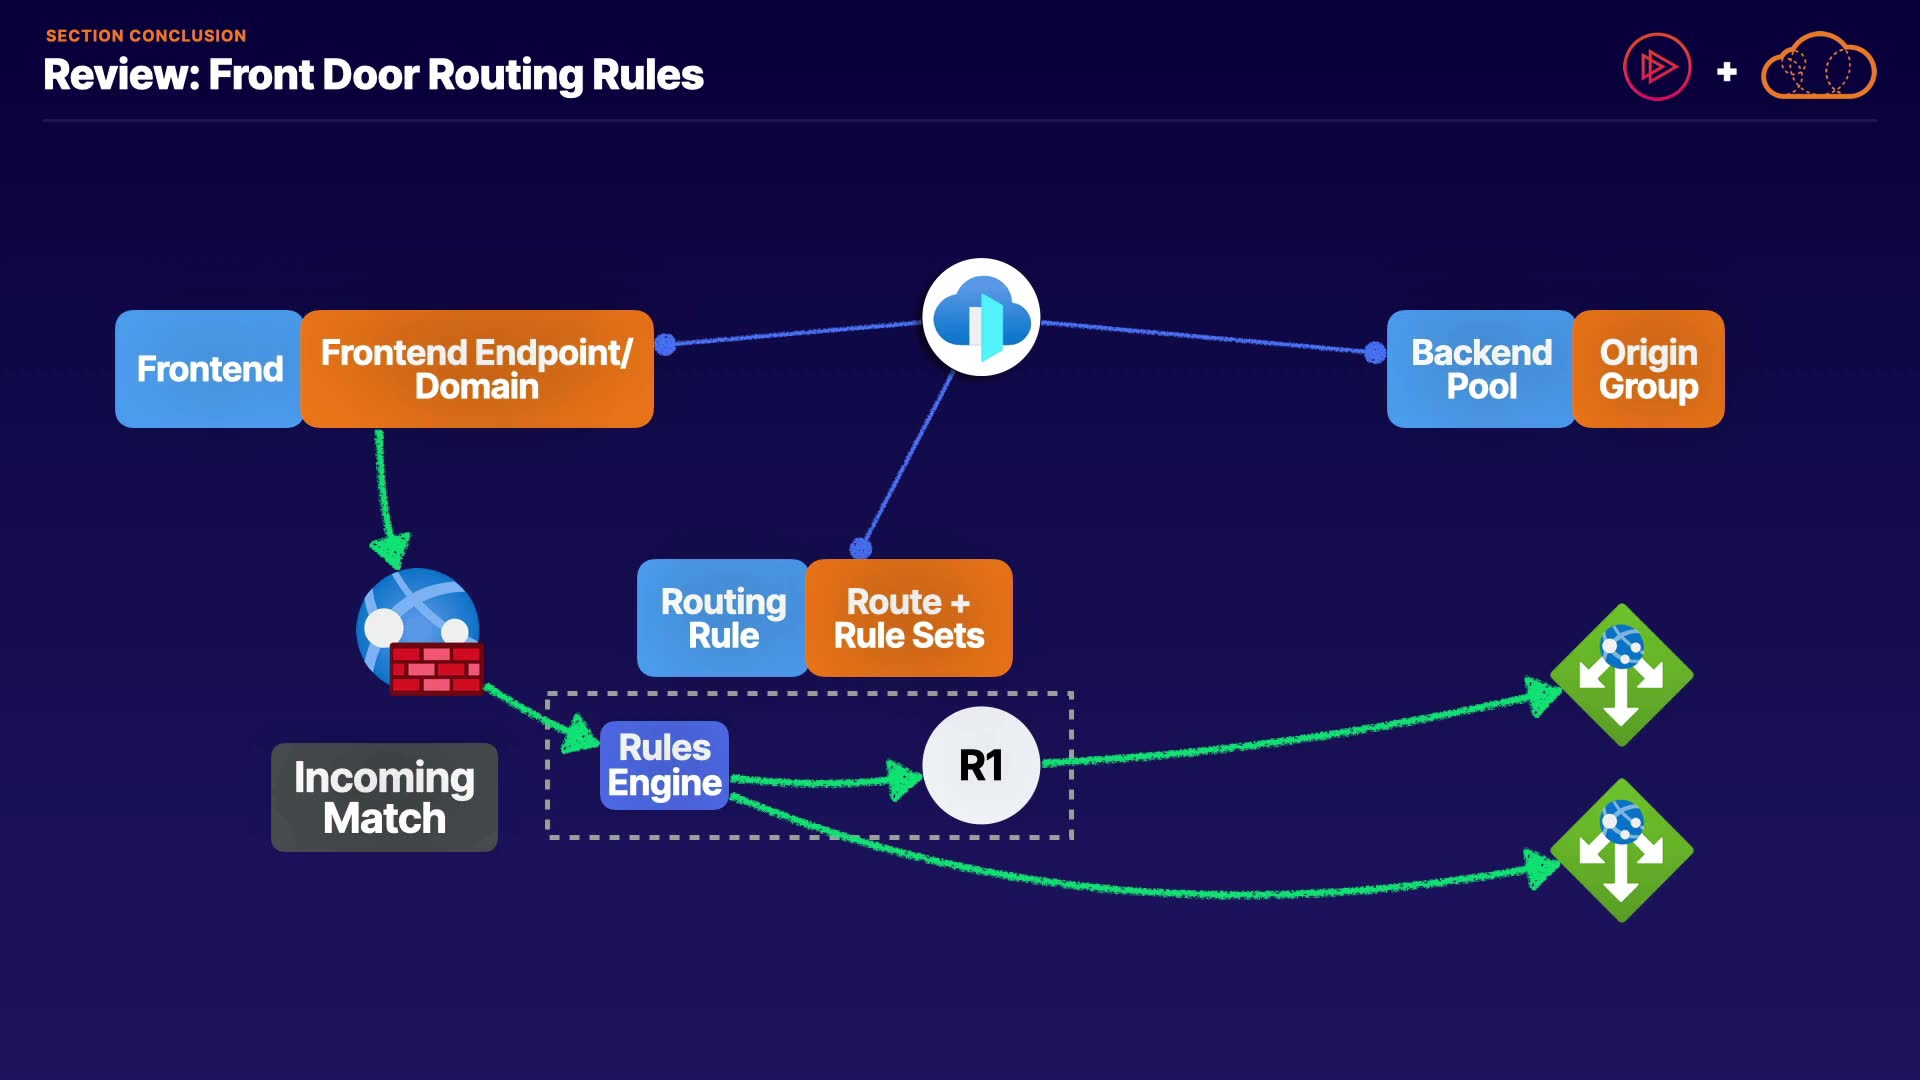 SECTION CONCLUSION
Review: Front Door Routing Rules
+
Frontend
Frontend Endpoint/
Domain
Backend
Pool
Origin
Group
Routing
Rule
Route +
Rule Sets
Incoming
Match
Rules
Engine
R1